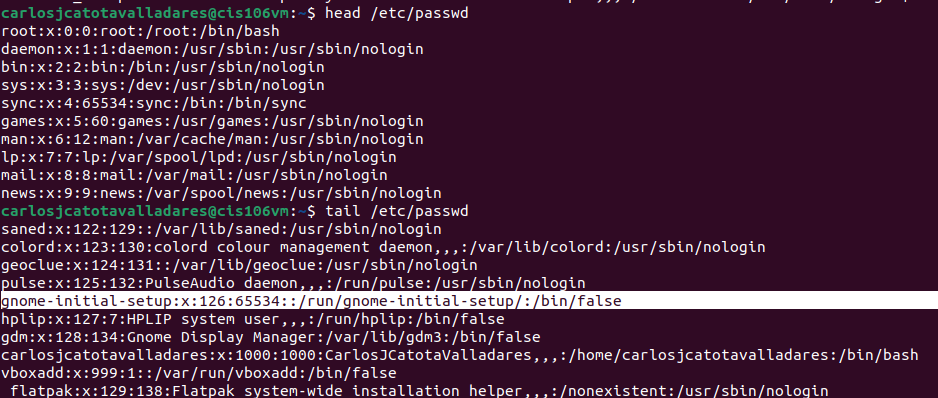 carlosjcatotavalladares@cis106vm:~$ head /etc/passwd
root:x:0:0:root:/root:/bin/bash
daemon:x:1:1:daemon:/usr/sbin:/usr/sbin/nologin
bin:x:2:2:bin:/bin:/usr/sbin/nologin
sys:x:3:3:sys:/dev:/usr/sbin/nologin
sync:x:4:65534:sync:/bin:/bin/sync
games:x:5:60:games:/usr/games:/usr/sbin/nologin
man:x:6:12:man:/var/cache/man:/usr/sbin/nologin
lp:x:7:7:lp:/var/spool/lpd:/usr/sbin/nologin
mail:x:8:8:mail:/var/mail:/usr/sbin/nologin
news:x:9:9:news:/var/spool/news:/usr/sbin/nologin
carlosjcatotavalladares@cis106vm:~$ tail /etc/passwd
saned:x:122:129::/var/lib/saned:/usr/sbin/nologin
colord:x:123:130:colord colour management daemon,,,:/var/lib/colord:/usr/sbin/nologin
geoclue:x:124:131::/var/lib/geoclue:/usr/sbin/nologin
pulse:x:125:132:PulseAudio daemon,,,:/run/pulse:/usr/sbin/nologin
gnome-initial-setup:x:126:65534::/run/gnome-initial-setup/:/bin/false
hplip:x:127:7:HPLIP system user,,,:/run/hplip:/bin/false
gdm:x:128:134:Gnome Display Manager:/var/lib/gdm3:/bin/false
carlosjcatotavalladares:x:1000:1000:CarlosJCatotaValladares,,,:/home/carlosjcatotavalladares:/bin/bash
vboxadd:x:999:1::/var/run/vboxadd:/bin/false
_flatpak:x:129:138:Flatpak system-wide installation helper,,,:/nonexistent:/usr/sbin/nologin